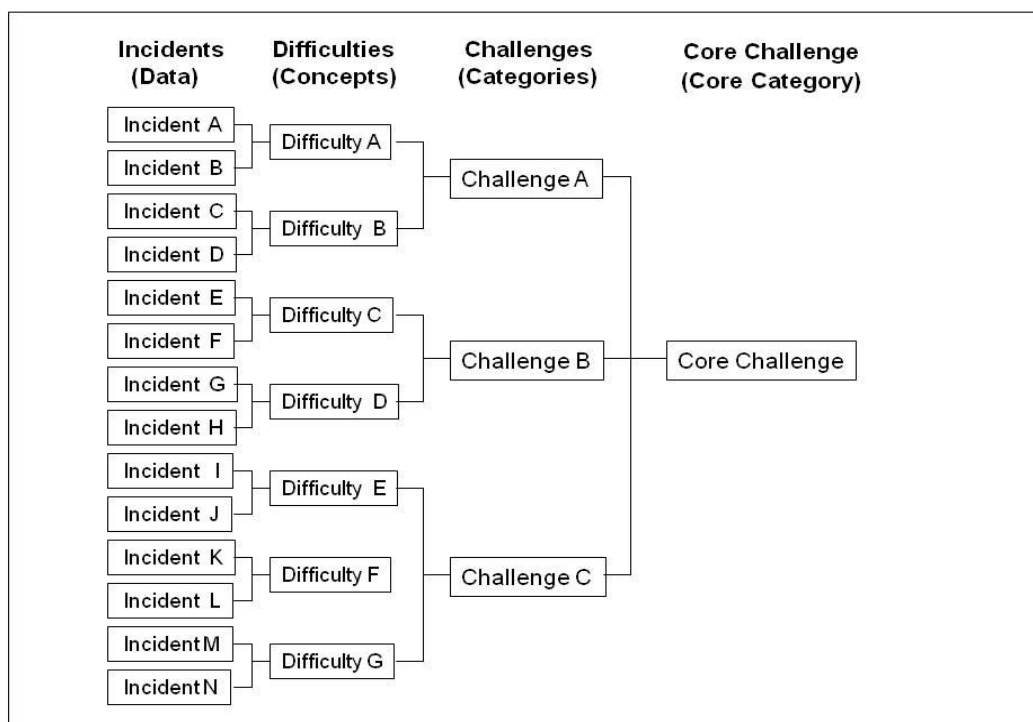 Incidents
(Data)
Difficulties
(Concepts)
Challenges
(Categories)
Core Challenge
(Core Category)
Incident A
Incident B
Incident C
Incident D
Incident E
Incident F
Incident G
Incident H
Incident I
Incident J
Incident K
Incident L
Incident M
Incident N
Difficulty A
Difficulty B
Difficulty C
Difficulty D
Difficulty E
Difficulty F
Difficulty G
Challenge A
Challenge B
Challenge C
Core Challenge